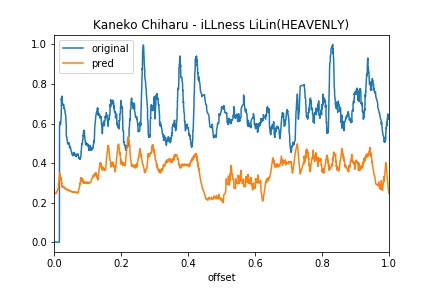 Kaneko Chiharu - iLLness LiLin(HEAVENLY)
original
pred
1.0
0.8
0.6
0.4
0.2
0.0
0.0 0.2 0.4 0.6 0.8 1.0
offset